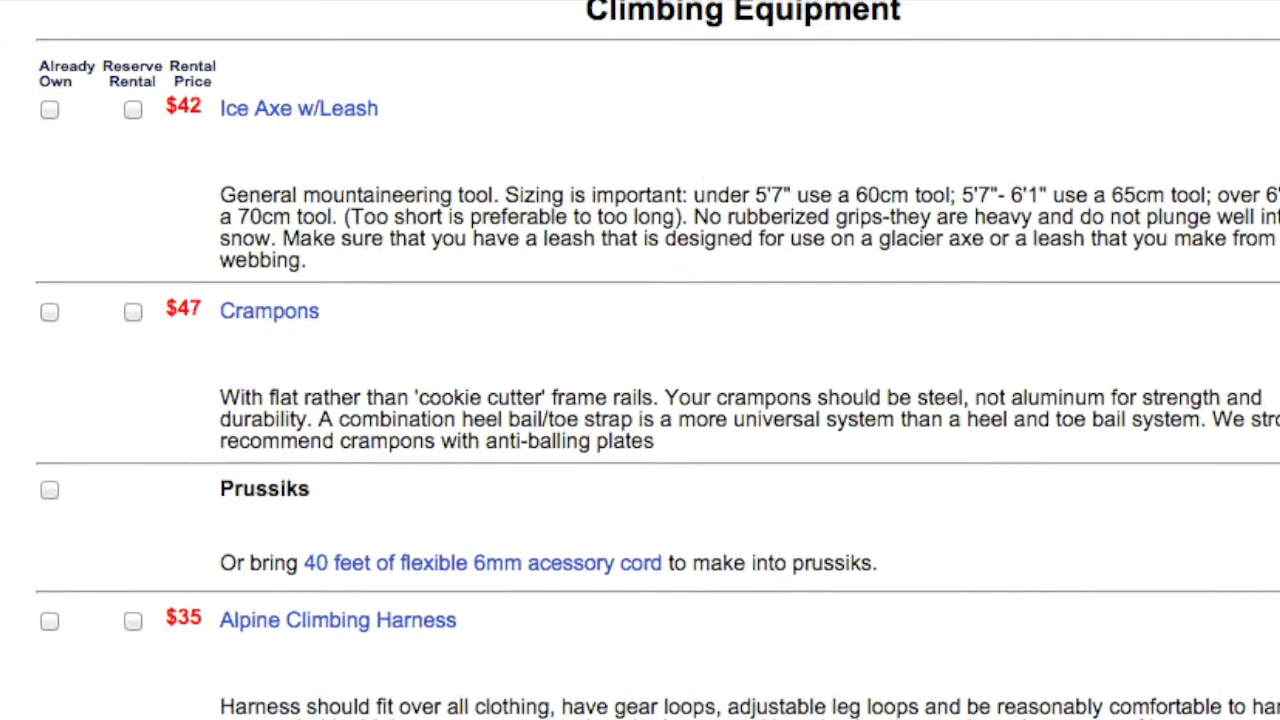 Climbing Equipment
Already Reserve Rental
Own Rental Price
$42 Ice Axe w/Leash
General mountaineering tool. Sizing is important: under 5'7" use a 60cm tool; 5'7"- 6'1" use a 65cm tool; over
a 70cm tool. (Too short is preferable to too long). No rubberized grips-they are heavy and do not plunge well
snow. Make sure that you have a leash that is designed for use on a glacier axe or a leash that you make from
webbing.
$47 Crampons
With flat rather than 'cookie cutter' frame rails. Your crampons should be steel, not aluminum for strength and
durability. A combination heel bail/toe strap is a more universal system than a heel and toe bail system. We
recommend crampons with anti-balling plates
Prussiks
Or bring 40 feet of flexible 6mm acessory cord to make into prussiks.
$35 Alpine Climbing Harness
Harness should fit over all clothing, have gear loops, adjustable leg loops and be reasonably comfortable to